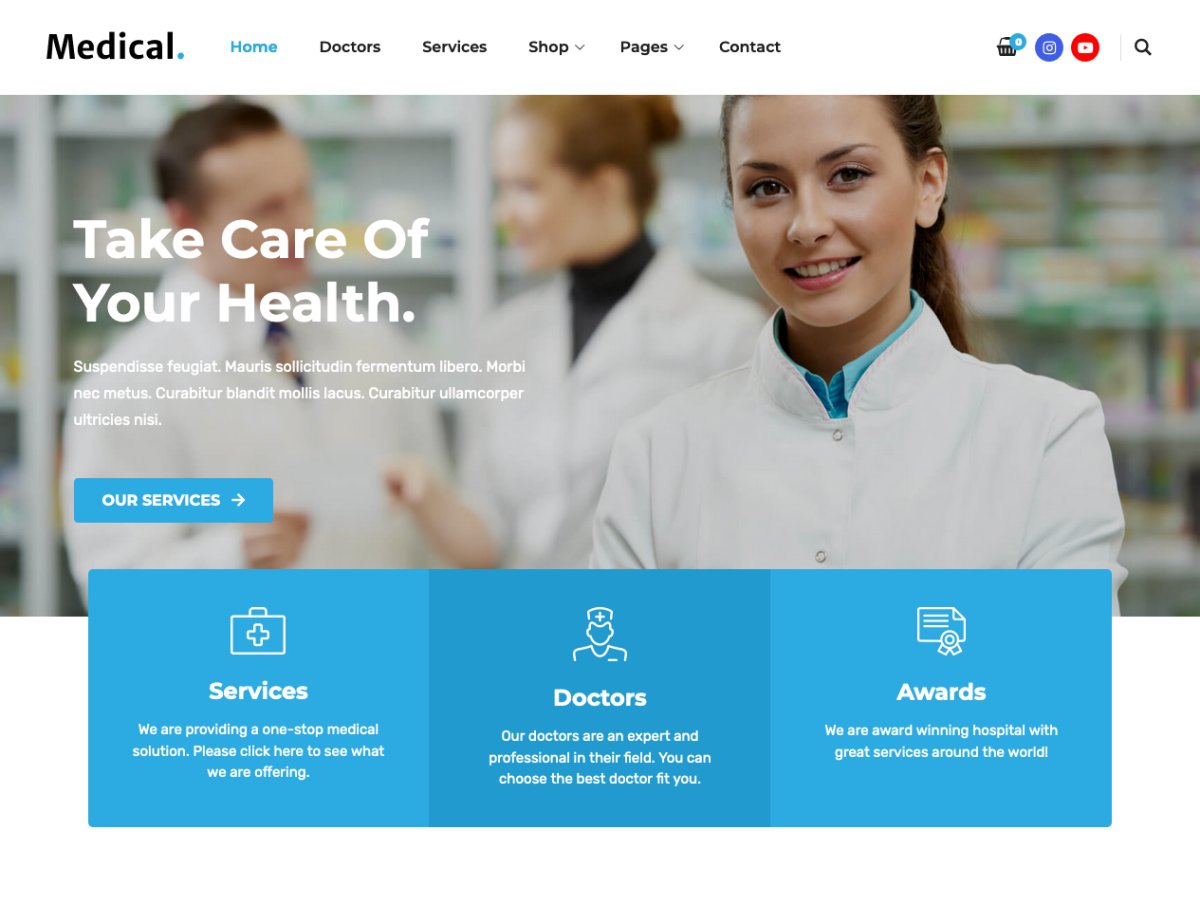 Medical.
Home
Doctors
Services
Shop
Pages
Contact
0
Take Care Of
Your Health.
Suspendisse feugiat. Mauris sollicitudin fermentum libero. Morbi
nec metus. Curabitur blandit mollis lacus. Curabitur ullamcorper
ultricies nisi.
OUR SERVICES
Services
We are providing a one-stop medical
solution. Please click here to see what
we are offering.
Doctors
Our doctors are an expert and
professional in their field. You can
choose the best doctor fit you.
Awards
We are award winning hospital with
great services around the world!